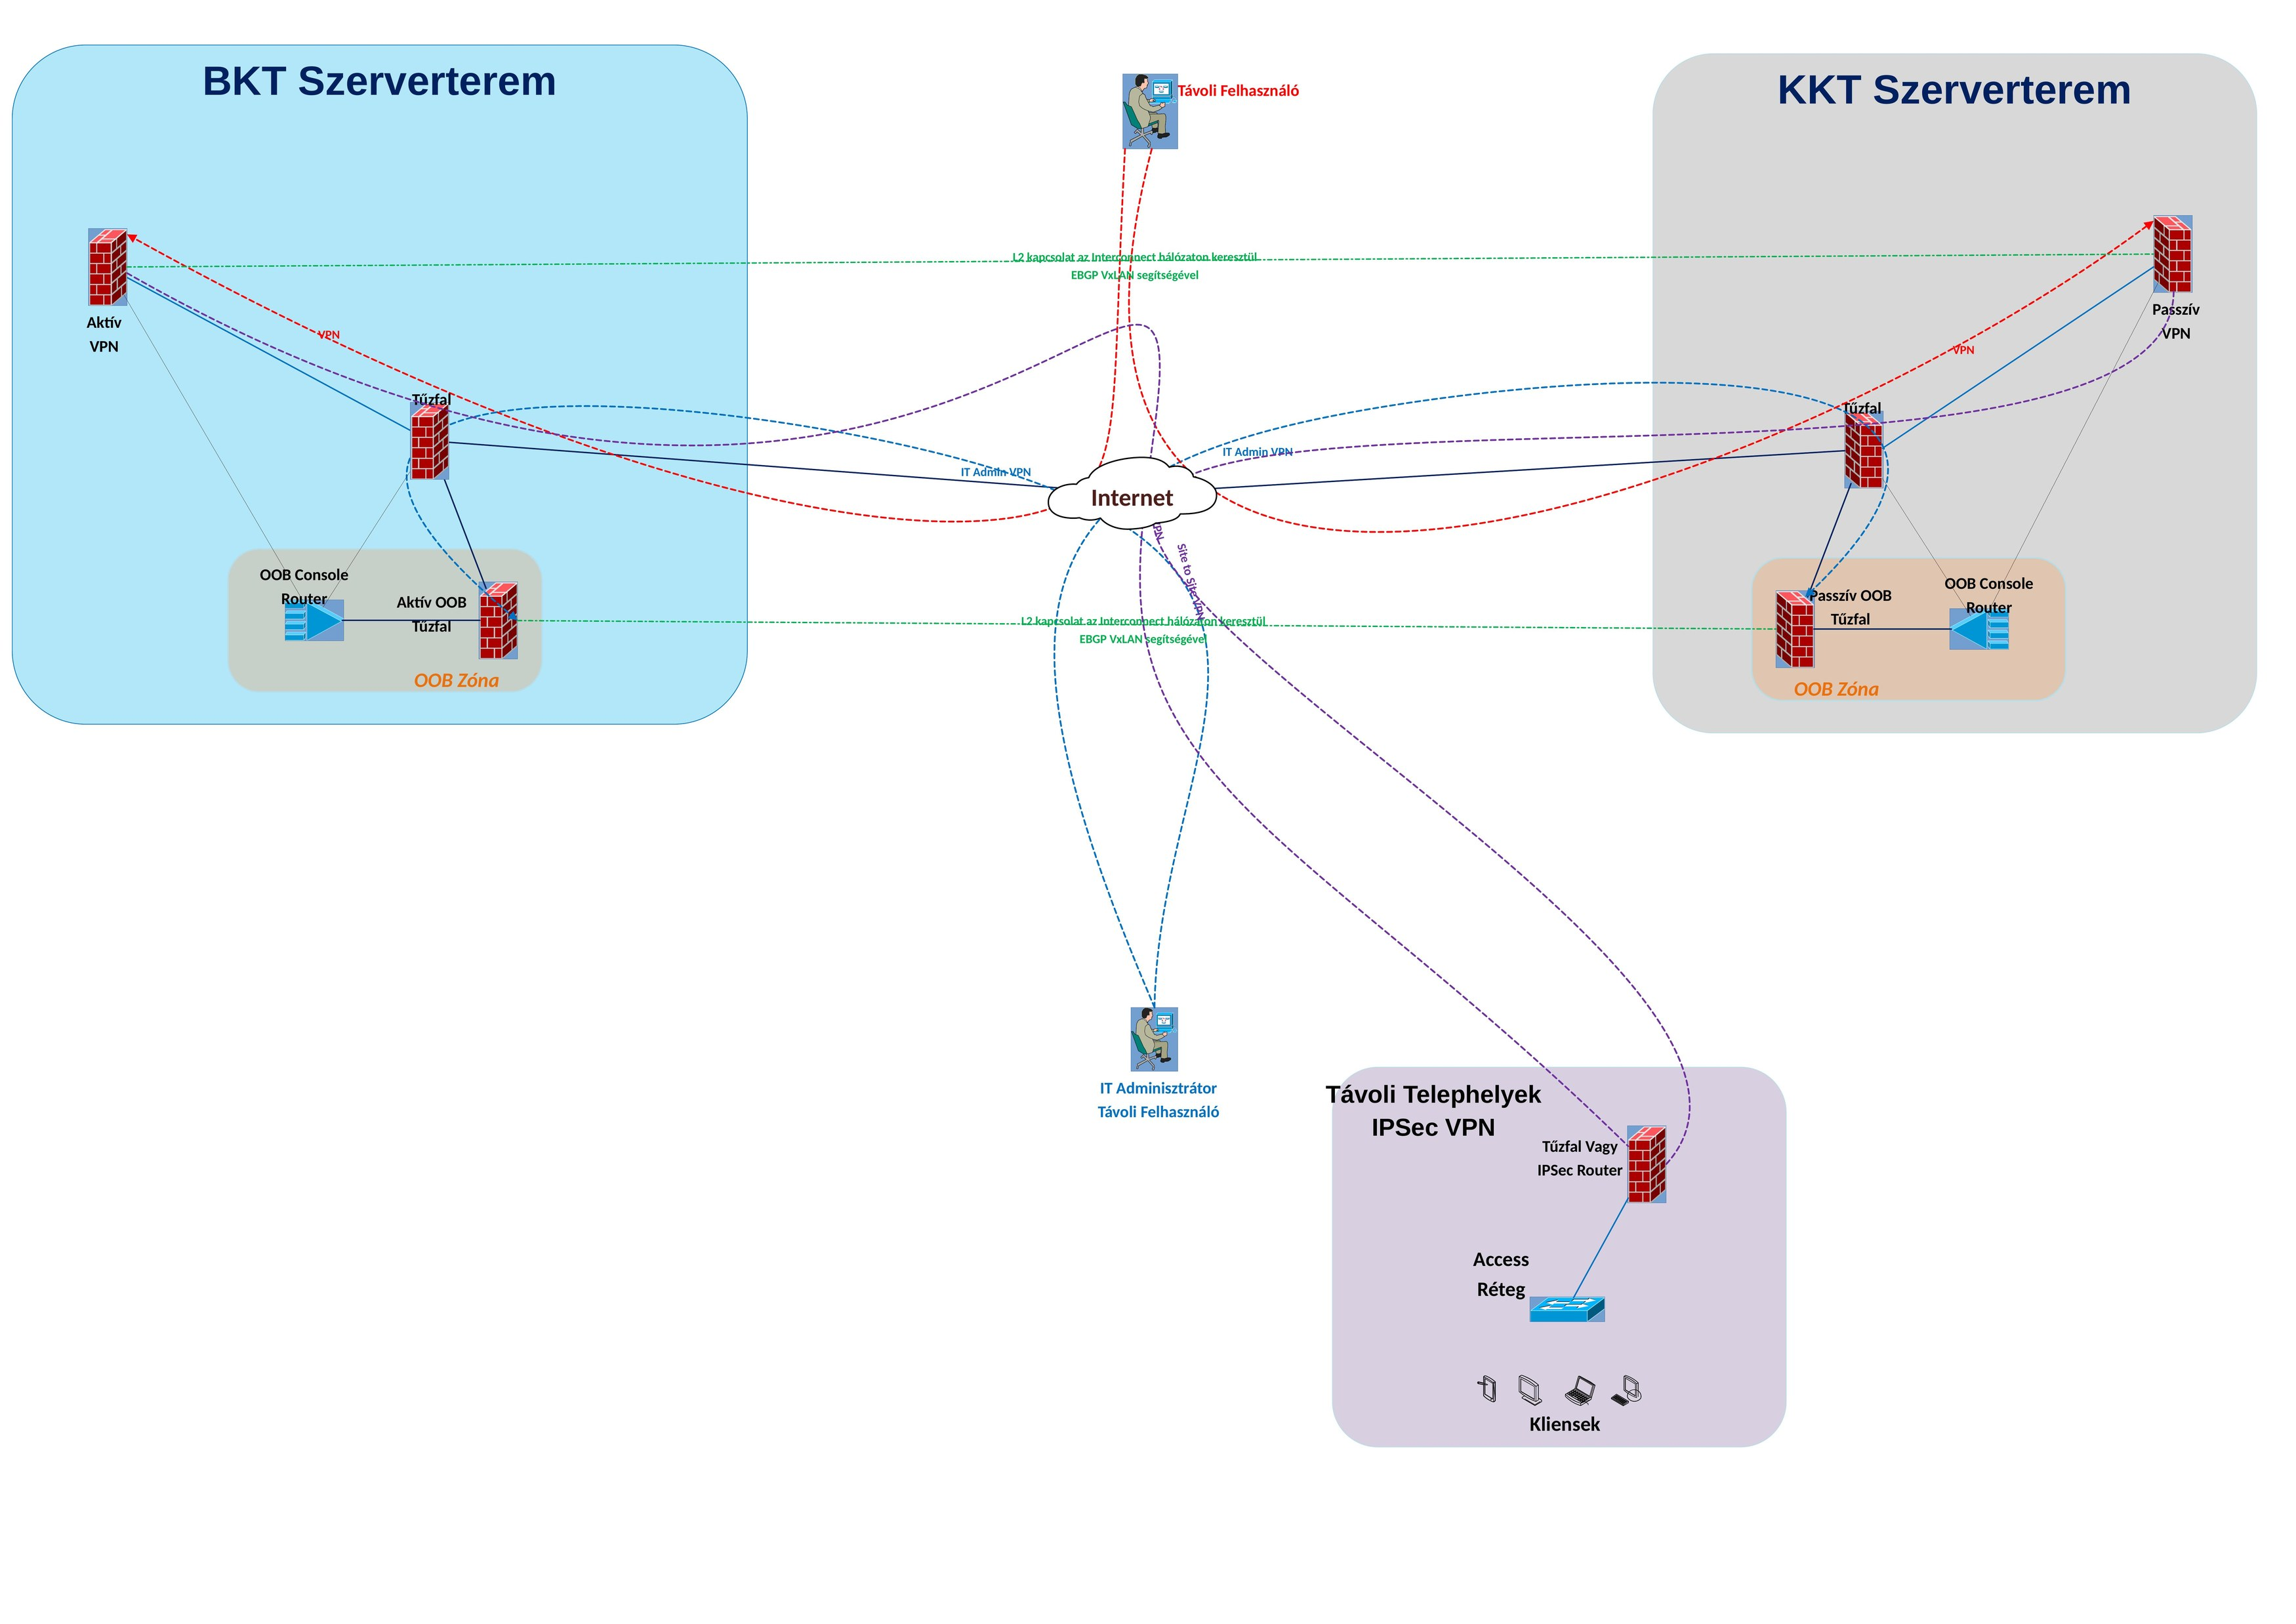 BKT Szerverterem
KKT Szerverterem
Távoli Felhasználó
L2 kapcsolat az Interconnect hálózaton keresztül
EBGP VxLAN segítségével
Aktív
VPN
Passzív
VPN
VPN
VPN
Tűzfal
Tűzfal
IT Admin VPN
IT Admin VPN
Internet
VPN
Site to Site VPN
OOB Console
Router
Aktív OOB
Tűzfal
OOB Zóna
L2 kapcsolat az Interconnect hálózaton keresztül
EBGP VxLAN segítségével
Passzív OOB
Tűzfal
OOB Console
Router
OOB Zóna
IT Adminisztrátor
Távoli Felhasználó
Távoli Telephelyek
IPSec VPN
Tűzfal Vagy
IPSec Router
Access
Réteg
Kliensek